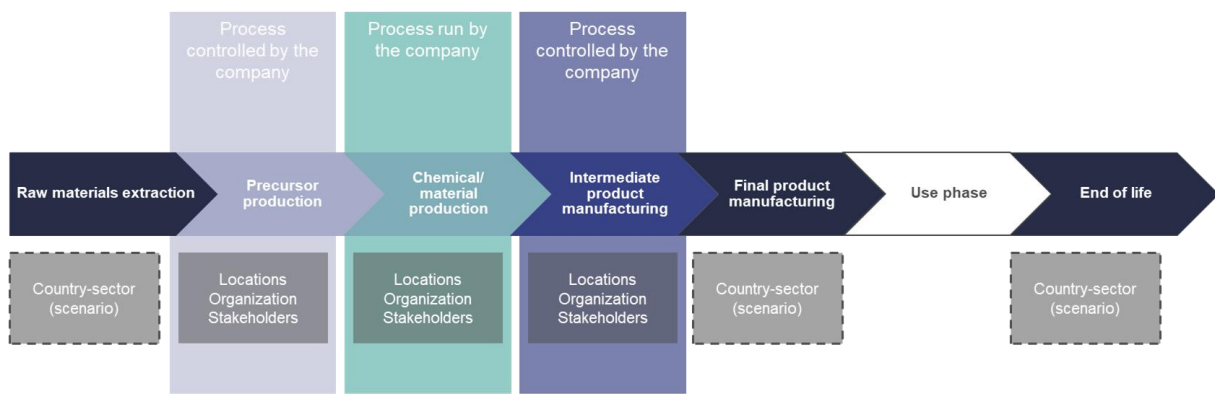 Process
controlled by the
company
Process run by
the company
Process
controlled by the
company
Raw materials extraction
Precursor
production
Chemical/
material
production
Intermediate
product
manufacturing
Final product
manufacturing
Use phase
End of life
Country-sector
(scenario)
Locations
Organization
Stakeholders
Locations
Organization
Stakeholders
Locations
Organization
Stakeholders
Country-sector
(scenario)
Country-sector
(scenario)